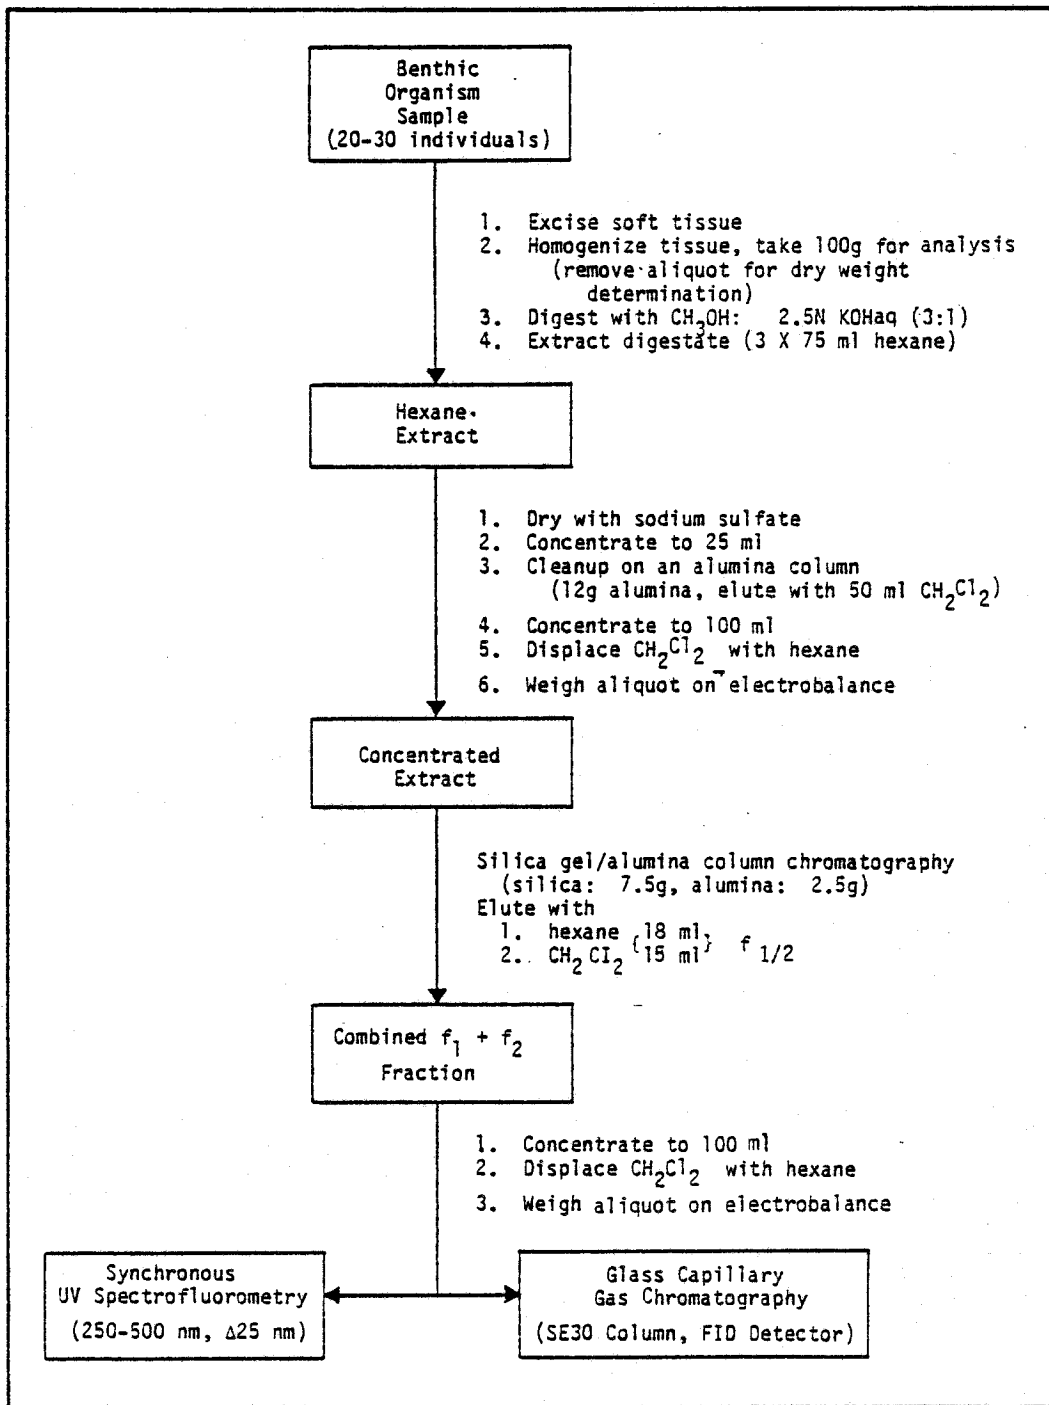 Benthic
Organism
Sample
(20-30 individuals)
1. Excise soft tissue
2. Homogenize tissue, take 100g for analysis
(remove aliquot for dry weight
determination)
3. Digest with CH3OH: 2.5N KOHaq (3:1)
4. Extract digestate (3 X 75 ml hexane)
Hexane
Extract
1. Dry with sodium sulfate
2. Concentrate to 25 ml
3. Cleanup on an alumina column
(12g alumina, elute with 50 ml CH2Cl2)
4. Concentrate to 100 ml
5. Displace CH2Cl2 with hexane
6. Weigh aliquot on electrobalance
Concentrated
Extract
Silica gel/alumina column chromatography
(silica: 7.5g, alumina: 2.5g)
Elute with
1. hexane {18 ml}
2. CH2Cl2 {15 ml} f 1/2
Combined f1 + f2
Fraction
1. Concentrate to 100 ml
2. Displace CH2Cl2 with hexane
3. Weigh aliquot on electrobalance
Synchronous
UV Spectrofluorometry
(250-500 nm, Δ25 nm)
Glass Capillary
Gas Chromatography
(SE30 Column, FID Detector)